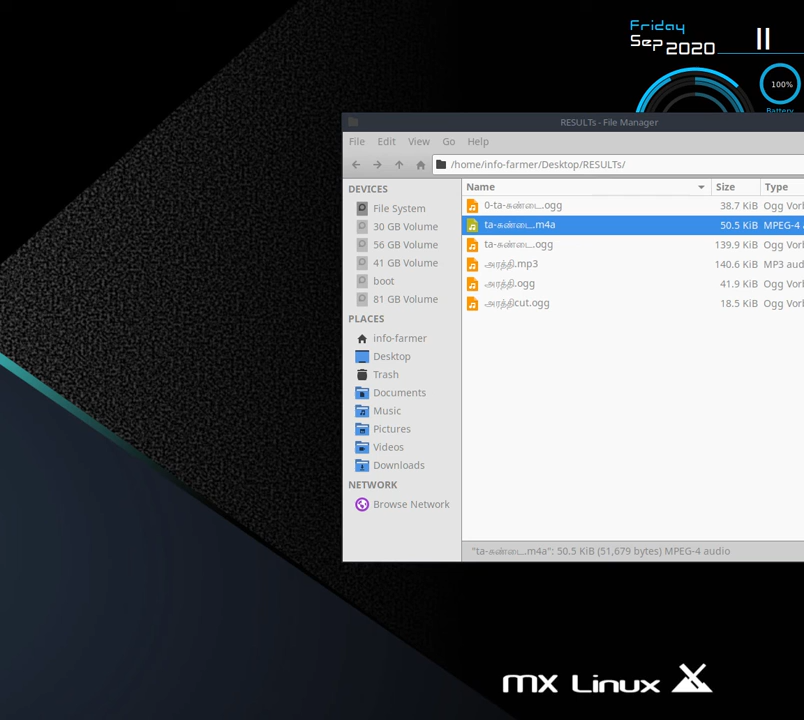 Friday
Sep 2020
100%
Battery
RESULTs - File Manager
File Edit View Go Help
/home/info-farmer/Desktop/RESULTs/
DEVICES
File System
30 GB Volume
56 GB Volume
41 GB Volume
boot
81 GB Volume
PLACES
info-farmer
Desktop
Trash
Documents
Music
Pictures
Videos
Downloads
NETWORK
Browse Network
Name Size Type
0-ta-சுண்டை.ogg 38.7 KiB Ogg
ta-சுண்டை.m4a 50.5 KiB MPEG-4
ta-சுண்டை.ogg 139.9 KiB Ogg
அரத்தி.mp3 140.6 KiB MP3
அரத்தி.ogg 41.9 KiB Ogg
அரத்திcut.ogg 18.5 KiB Ogg
"ta-சுண்டை.m4a": 50.5 KiB (51,679 bytes) MPEG-4 audio
MX Linux